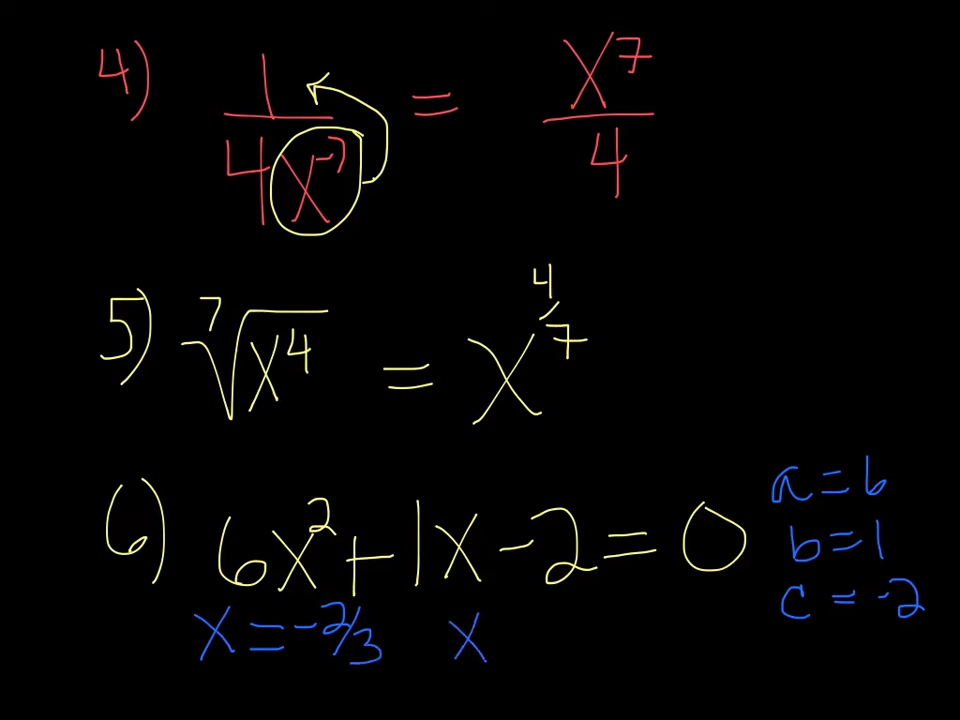 4) 1/4x⁻⁷ = x⁷/4
5) ⁷√x⁴ = x^4/7
6) 6x² + 1x - 2 = 0
a = 6
b = 1
c = -2
x = -2/3 x